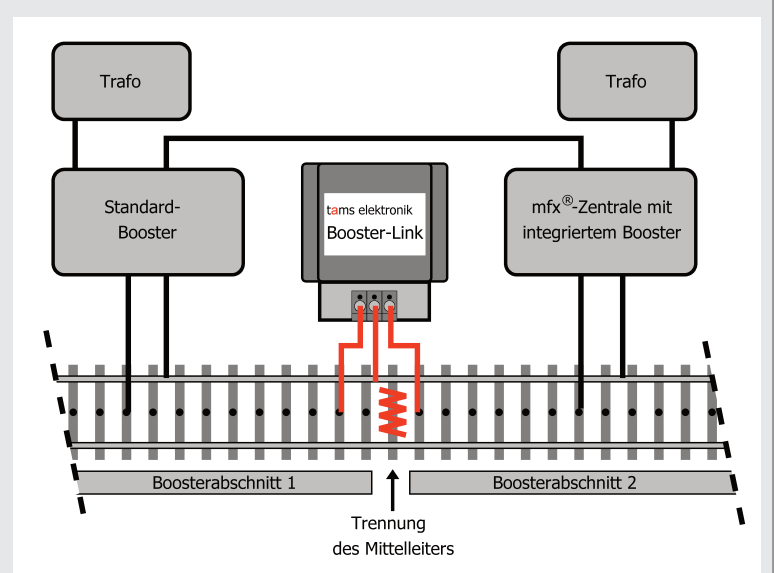 Trafo
Trafo
Standard-
Booster
tams elektronik
Booster-Link
mfx®-Zentrale mit
integriertem Booster
Boosterabschnitt 1
Boosterabschnitt 2
Trennung
des Mittelleiters